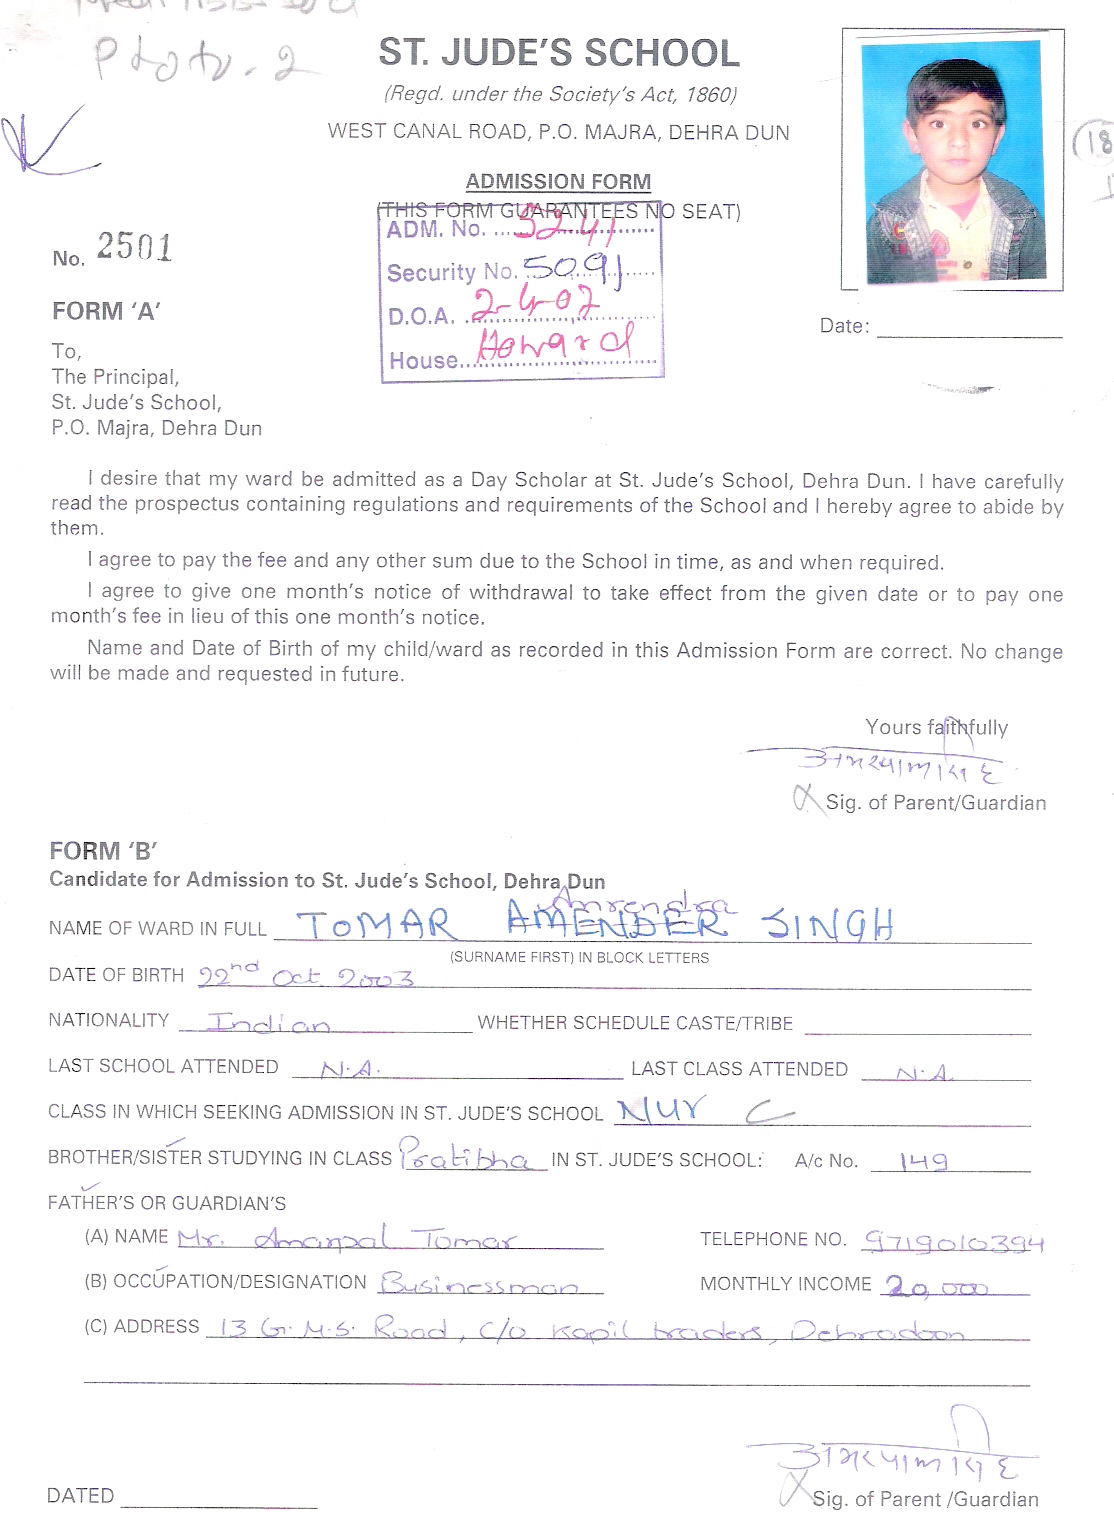 Photo - 2
ST. JUDE'S SCHOOL
(Regd. under the Society's Act, 1860)
WEST CANAL ROAD, P.O. MAJRA, DEHRA DUN
18
ADMISSION FORM
(THIS FORM GUARANTEES NO SEAT)
ADM. No. 5241
No. 2501
Security No. 5091
D.O.A. 2-4-07
House Howard
FORM 'A'
Date:
To,
The Principal,
St. Jude's School,
P.O. Majra, Dehra Dun
I desire that my ward be admitted as a Day Scholar at St. Jude's School, Dehra Dun. I have carefully
read the prospectus containing regulations and requirements of the School and I hereby agree to abide by
them.
I agree to pay the fee and any other sum due to the School in time, as and when required.
I agree to give one month's notice of withdrawal to take effect from the given date or to pay one
month's fee in lieu of this one month's notice.
Name and Date of Birth of my child/ward as recorded in this Admission Form are correct. No change
will be made and requested in future.
Yours faithfully
Sig. of Parent/Guardian
FORM 'B'
Candidate for Admission to St. Jude's School, Dehra Dun
Amrendra
NAME OF WARD IN FULL TOMAR AMENDER SINGH
(SURNAME FIRST) IN BLOCK LETTERS
DATE OF BIRTH 22nd Oct. 2003
NATIONALITY Indian WHETHER SCHEDULE CASTE/TRIBE
LAST SCHOOL ATTENDED N.A. LAST CLASS ATTENDED N.A.
CLASS IN WHICH SEEKING ADMISSION IN ST. JUDE'S SCHOOL NUR C
BROTHER/SISTER STUDYING IN CLASS Pratibha IN ST. JUDE'S SCHOOL: A/c No. 149
FATHER'S OR GUARDIAN'S
(A) NAME Mr. Amarpal Tomar TELEPHONE NO. 9719010394
(B) OCCUPATION/DESIGNATION Businessman MONTHLY INCOME 20,000
(C) ADDRESS 13 G.M.S. Road, C/o Kapil traders, Dehradoon
DATED
Sig. of Parent /Guardian